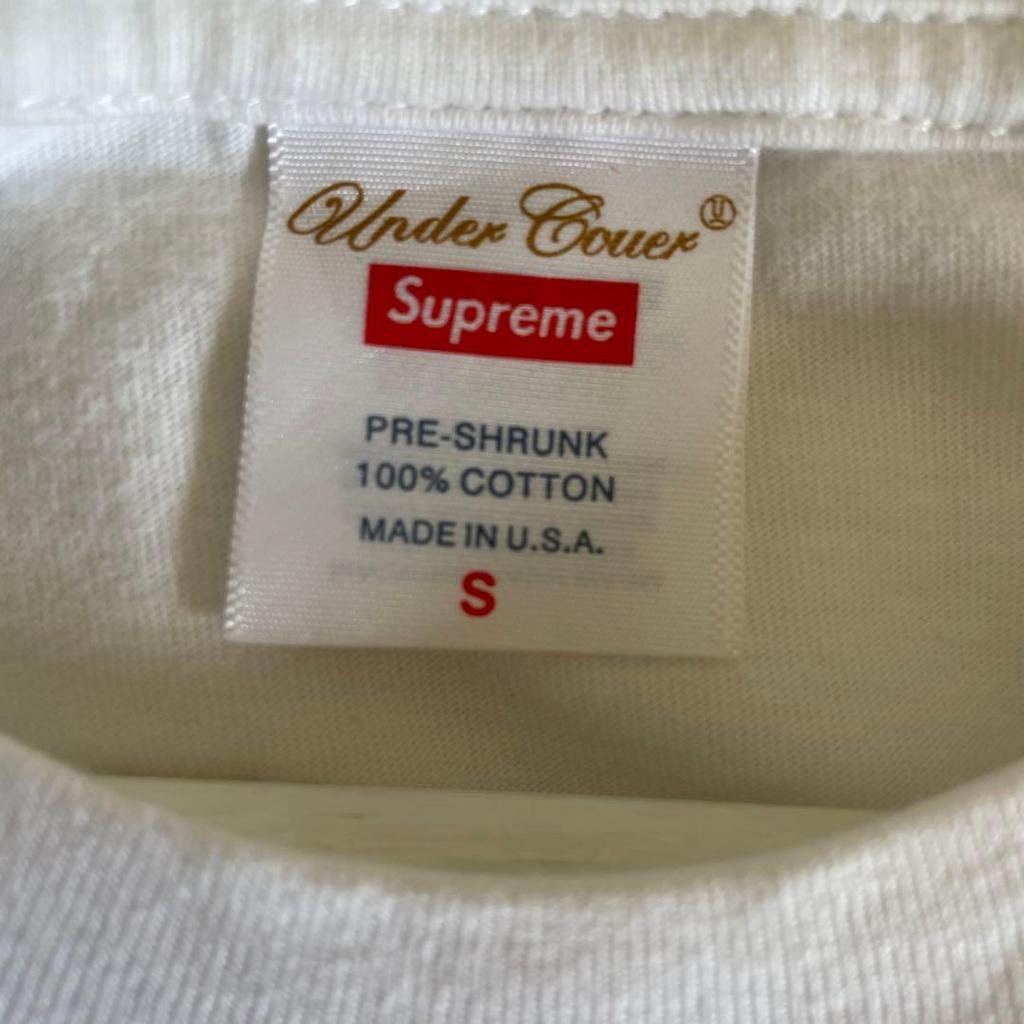 Under Cover Ⓤ
Supreme
PRE-SHRUNK
100% COTTON
MADE IN U.S.A.
S